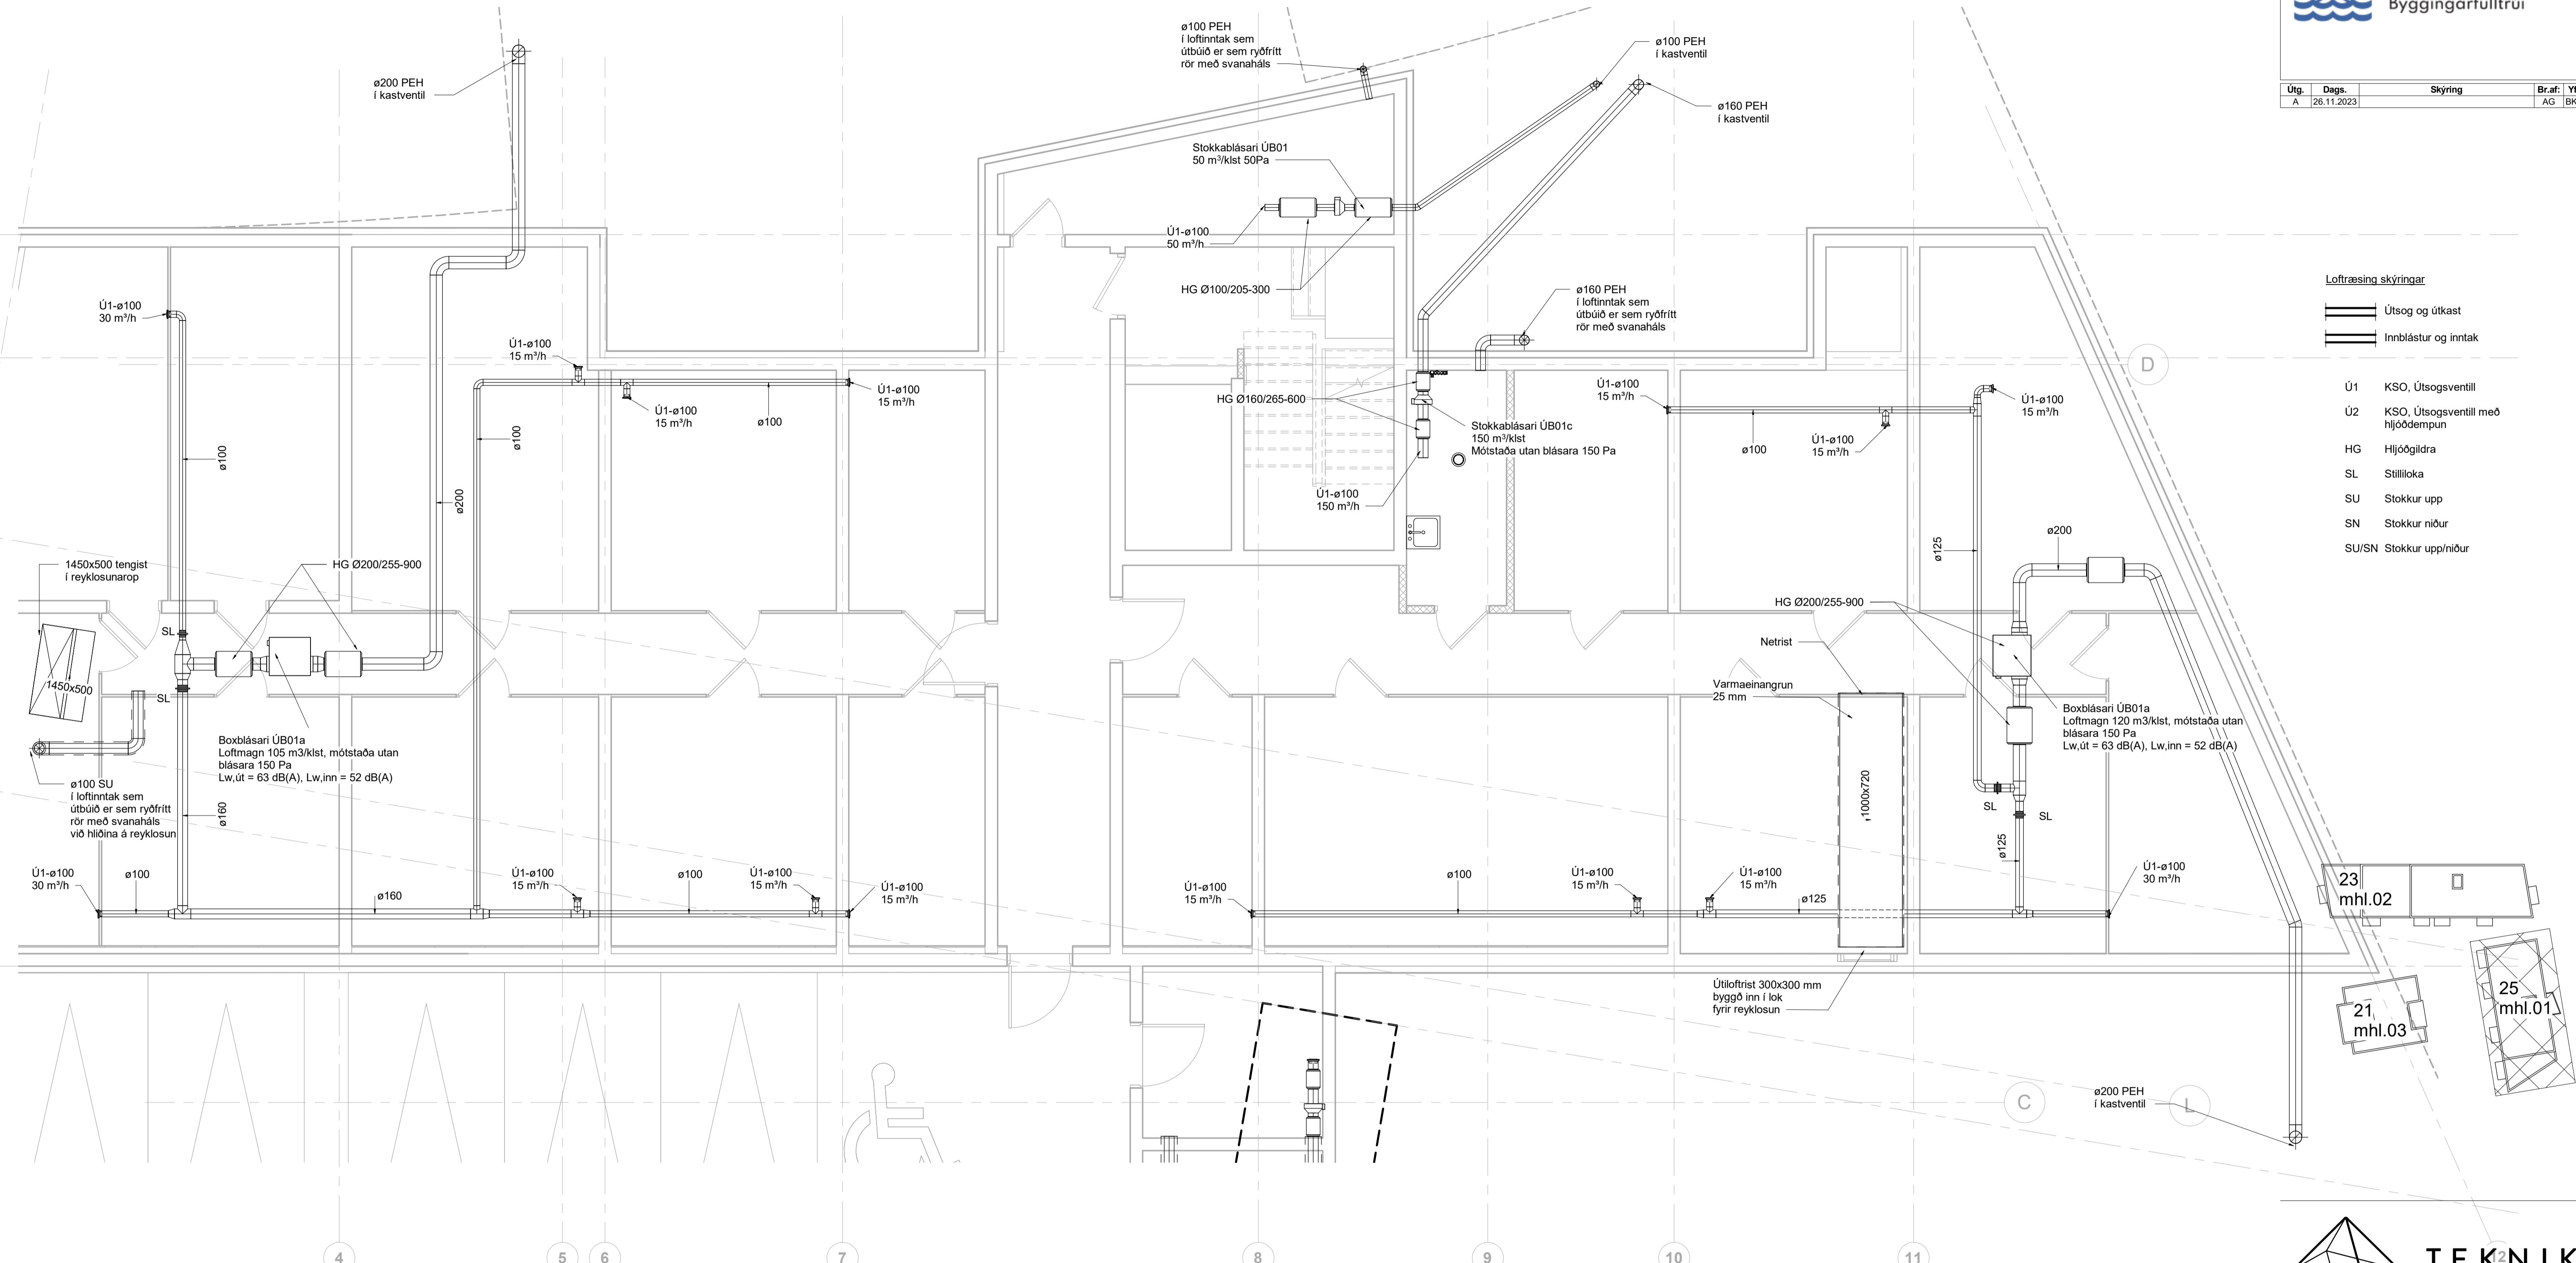 Byggingarfulltrúi
Útg. Dags. Skýring Br.af:
A 26.11.2023 AG BK
ø200 PEH
í kastventil
ø100 PEH
í loftinntak sem
útbúið er sem ryðfrítt
rör með svanaháls
ø100 PEH
í kastventil
ø160 PEH
í kastventil
Stokkablásari ÚB01
50 m³/klst 50Pa
Ú1-ø100
50 m³/h
HG Ø100/205-300
ø160 PEH
í loftinntak sem
útbúið er sem ryðfrítt
rör með svanaháls
Loftræsing skýringar
Útsog og útkast
Innblástur og inntak
Ú1 KSO, Útsogsventill
Ú2 KSO, Útsogsventill með
hljóðdempun
HG Hljóðgildra
SL Stilliloka
SU Stokkur upp
SN Stokkur niður
SU/SN Stokkur upp/niður
D
Ú1-ø100
30 m³/h
Ú1-ø100
15 m³/h
Ú1-ø100
15 m³/h
ø100
Ú1-ø100
15 m³/h
ø100
ø100
ø200
HG Ø160/265-600
Stokkablásari ÚB01c
150 m³/klst
Mótstaða utan blásara 150 Pa
Ú1-ø100
150 m³/h
Ú1-ø100
15 m³/h
ø100
Ú1-ø100
15 m³/h
Ú1-ø100
15 m³/h
ø125
ø200
1450x500 tengist
í reyklosunarop
HG Ø200/255-900
SL
SL
1450x500
HG Ø200/255-900
Netrist
Varmaeinangrun
25 mm
1000x720
Boxblásari ÚB01a
Loftmagn 105 m3/klst, mótstaða utan
blásara 150 Pa
Lw,út = 63 dB(A), Lw,inn = 52 dB(A)
Boxblásari ÚB01a
Loftmagn 120 m3/klst, mótstaða utan
blásara 150 Pa
Lw,út = 63 dB(A), Lw,inn = 52 dB(A)
ø100 SU
í loftinntak sem
útbúið er sem ryðfrítt
rör með svanaháls
við hliðina á reyklosun
ø160
SL
SL
ø125
Ú1-ø100
30 m³/h
ø100
ø160
Ú1-ø100
15 m³/h
ø100
Ú1-ø100
15 m³/h
Ú1-ø100
15 m³/h
Ú1-ø100
15 m³/h
ø100
Ú1-ø100
15 m³/h
Ú1-ø100
15 m³/h
ø125
Ú1-ø100
30 m³/h
Útiloftrist 300x300 mm
byggð inn í lok
fyrir reyklosun
23
mhl.02
21
mhl.03
25
mhl.01
ø200 PEH
í kastventil
C
L
4 5 6 7 8 9 10 11 12
TEKNIK